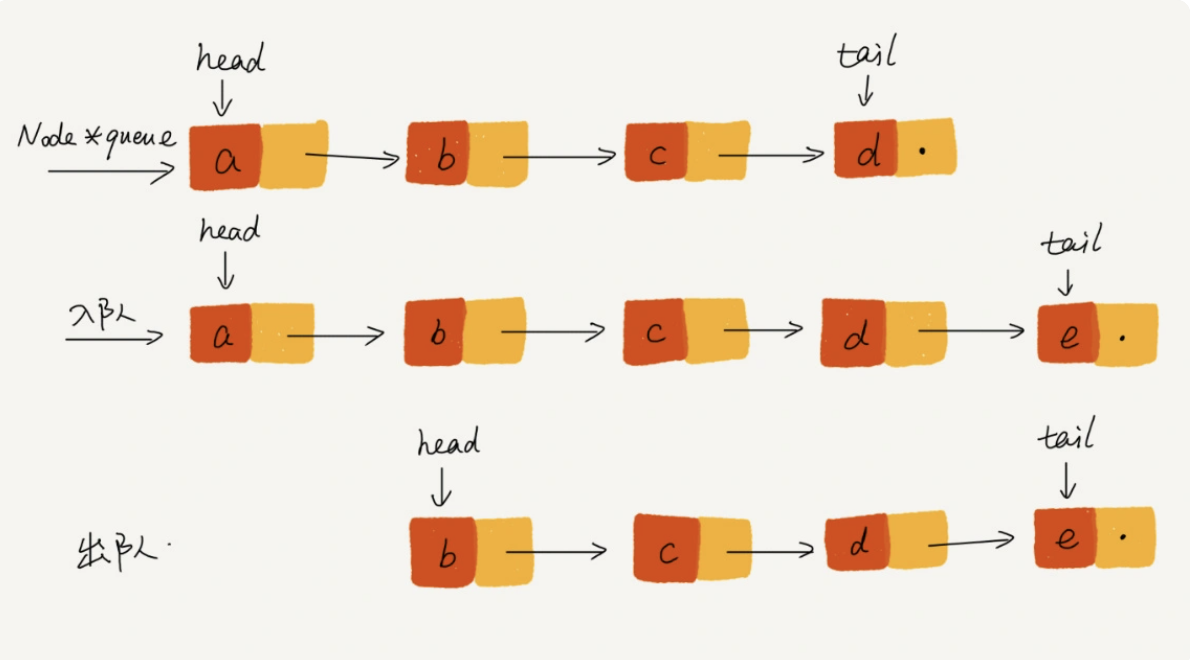 head tail
Node *queue
a b c d .
head tail
入队
a b c d e .
head tail
出队.
b c d e .